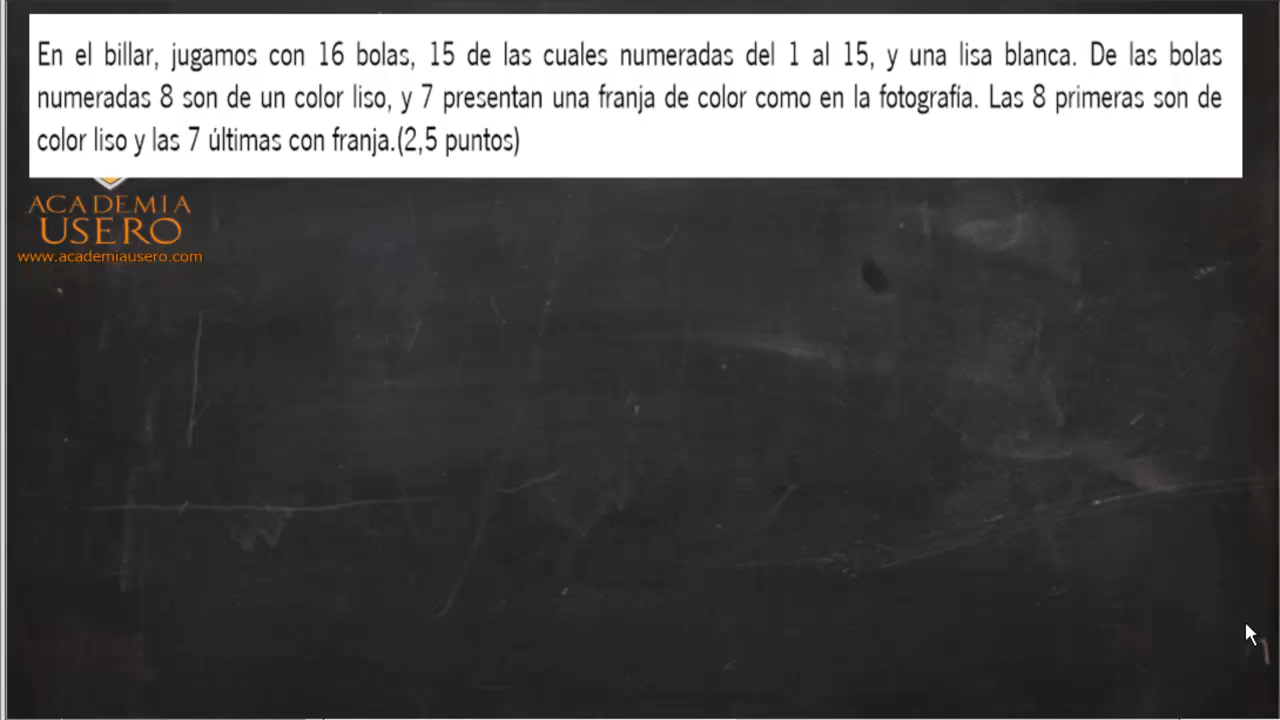 En el billar, jugamos con 16 bolas, 15 de las cuales numeradas del 1 al 15, y una lisa blanca. De las bolas
numeradas 8 son de un color liso, y 7 presentan una franja de color como en la fotografía. Las 8 primeras son de
color liso y las 7 últimas con franja.(2,5 puntos)
ACADEMIA
USERO
www.academiausero.com